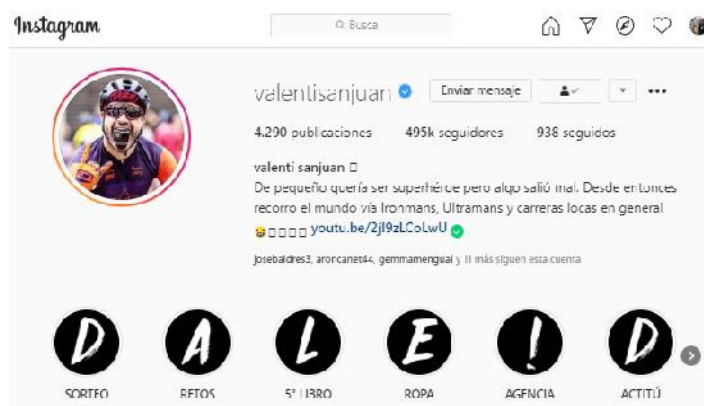 Instagram
Busca
valentisanjuan
Enviar mensaje
4.290 publicaciones 495k seguidores 938 seguidos
valenti sanjuan
De pequeño quería ser superhéroe pero algo salió mal. Desde entonces
recorro el mundo vía Ironmans, Ultramans y carreras locas en general
youtu.be/2jI9zLCoLwU
josebaldres3, aroncanet44, gemmamengual y 11 más siguen esta cuenta
D A L E ! D
SORTEO RETOS 5º LIBRO ROPA AGENCIA ACTITÚ